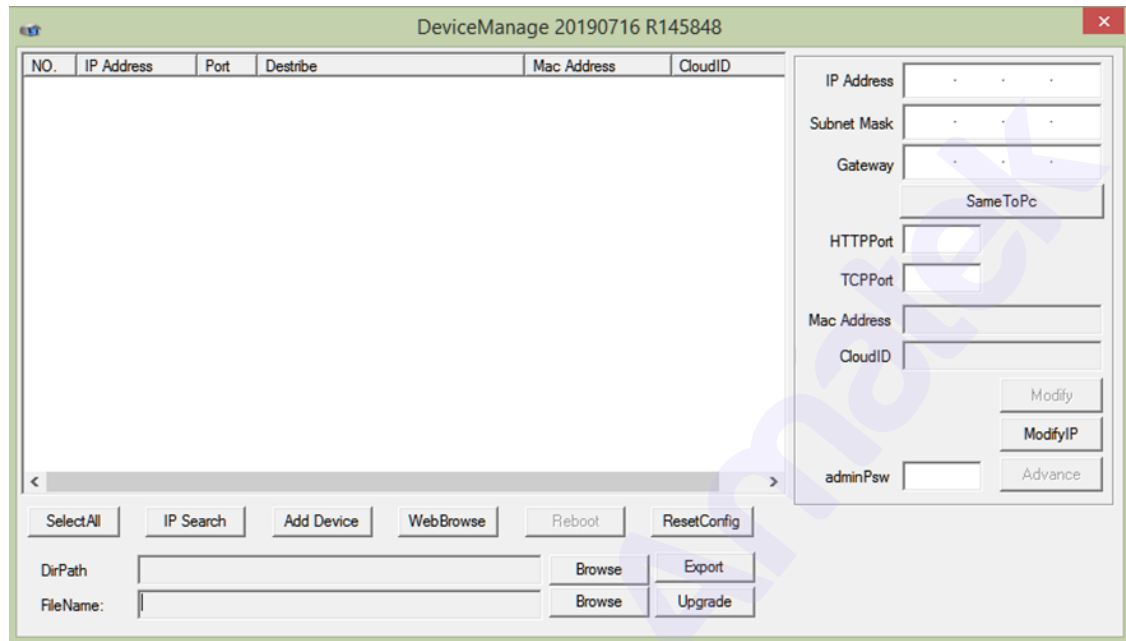 DeviceManage 20190716 R145848
NO. IP Address Port Destribe Mac Address CloudID
IP Address
Subnet Mask
Gateway
SameToPc
HTTPPort
TCPPort
Mac Address
CloudID
Modify
ModifyIP
adminPsw Advance
SelectAll IP Search Add Device WebBrowse Reboot ResetConfig
DirPath Browse Export
FileName: Browse Upgrade
Amatek